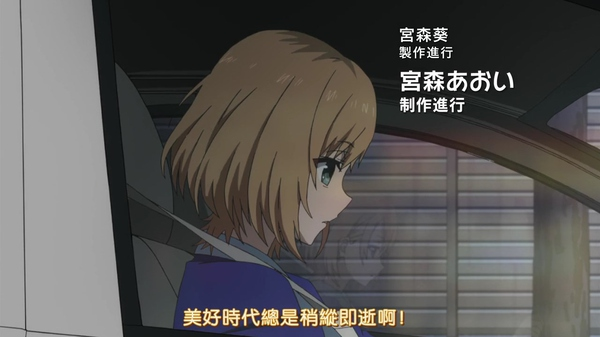 宮森葵
製作進行
宮森あおい
制作進行
美好時代總是稍縱即逝啊!